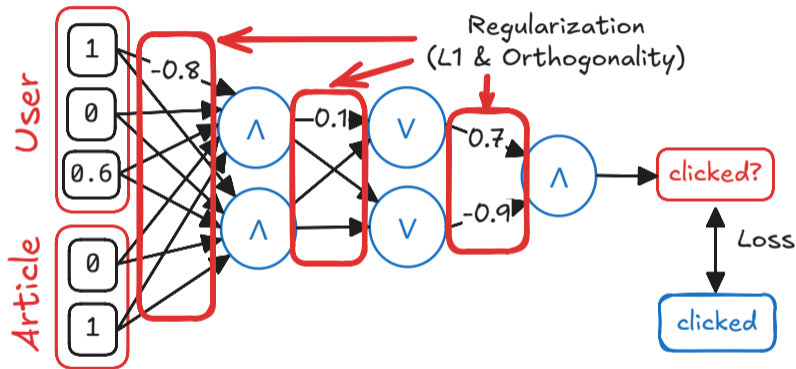 Regularization
(L1 & Orthogonality)
User
1
0
0.6
Article
0
1
-0.8
∧
∧
-0.1
∨
∨
0.7
-0.9
∧
clicked?
Loss
clicked